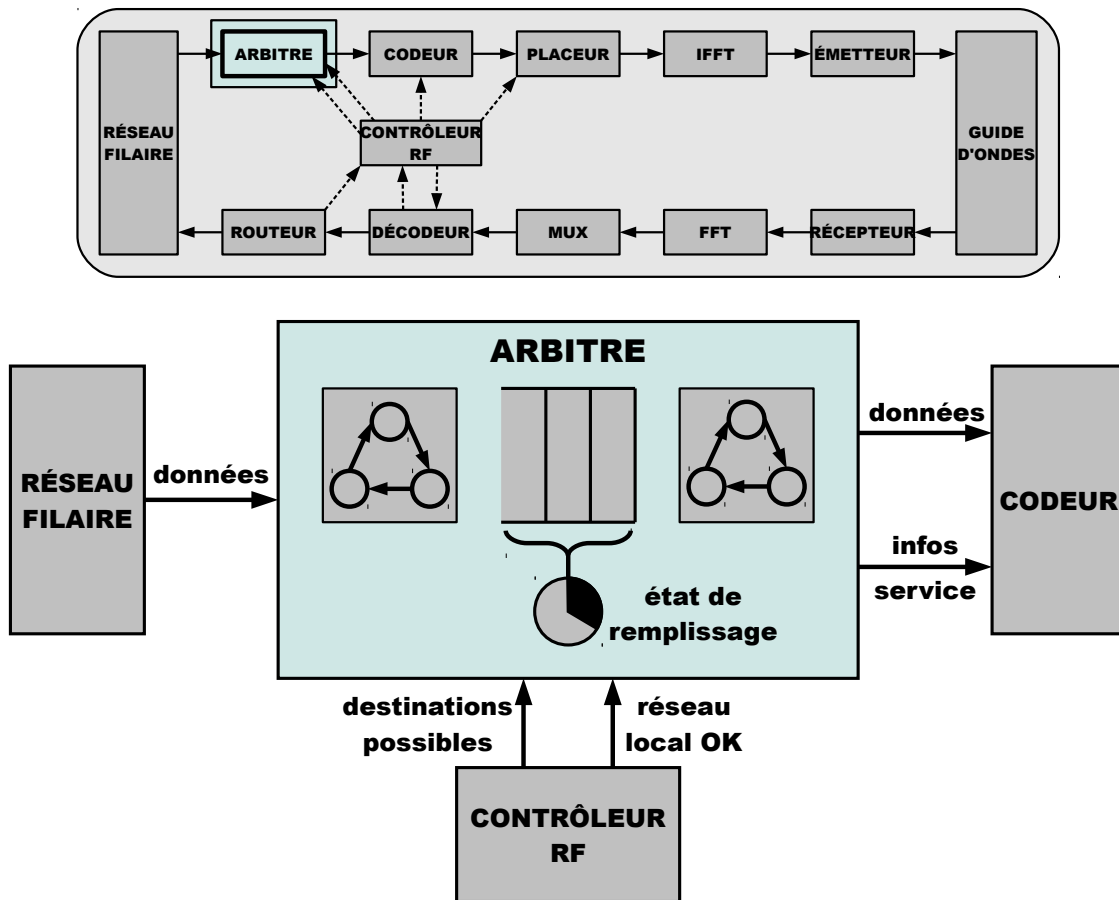 ARBITRE
CODEUR
PLACEUR
IFFT
ÉMETTEUR
RÉSEAU
FILAIRE
CONTRÔLEUR
RF
GUIDE
D'ONDES
ROUTEUR
DÉCODEUR
MUX
FFT
RÉCEPTEUR
ARBITRE
RÉSEAU
FILAIRE
données
données
CODEUR
infos
service
état de
remplissage
destinations
possibles
réseau
local OK
CONTRÔLEUR
RF